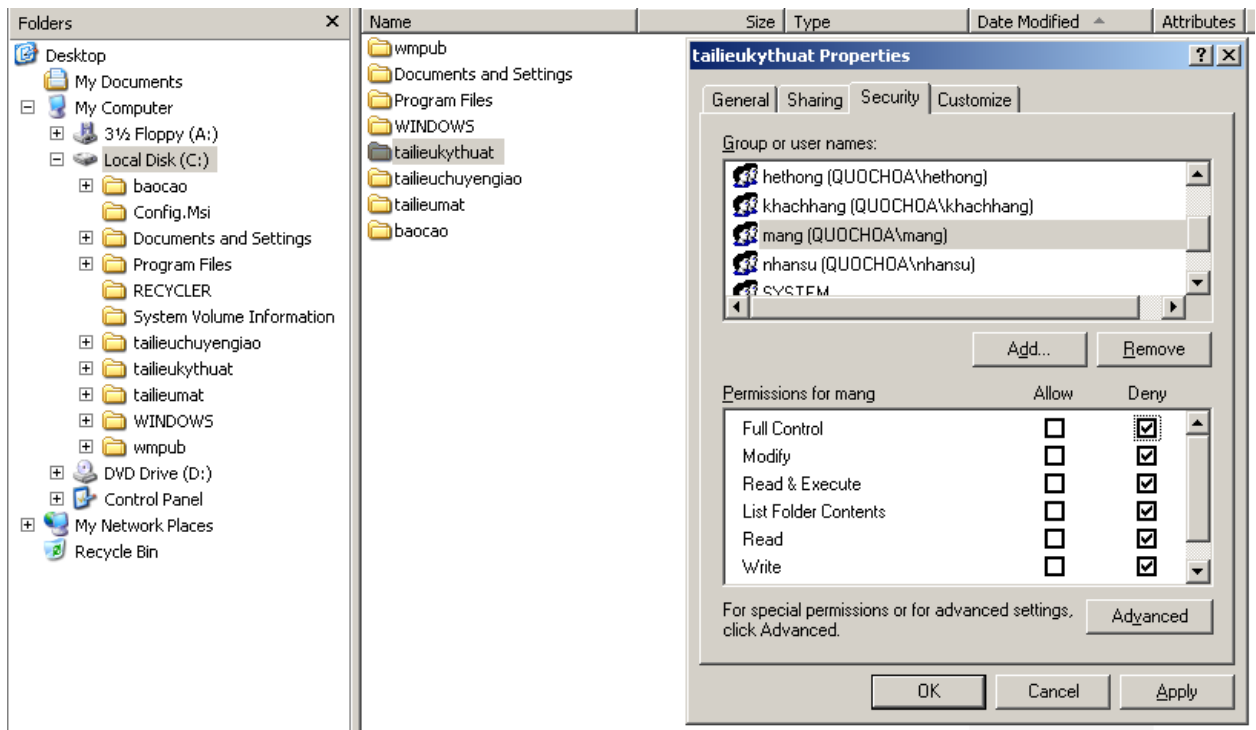 Folders
Desktop
My Documents
My Computer
3½ Floppy (A:)
Local Disk (C:)
baocao
Config.Msi
Documents and Settings
Program Files
RECYCLER
System Volume Information
tailieuchuyengiao
tailieukythuat
tailieumat
WINDOWS
wmpub
DVD Drive (D:)
Control Panel
My Network Places
Recycle Bin
Name Size Type Date Modified Attributes
wmpub
Documents and Settings
Program Files
WINDOWS
tailieukythuat
tailieuchuyengiao
tailieumat
baocao
tailieukythuat Properties
General Sharing Security Customize
Group or user names:
hethong (QUOCHOA\hethong)
khachhang (QUOCHOA\khachhang)
mang (QUOCHOA\mang)
nhansu (QUOCHOA\nhansu)
SYSTEM
Add... Remove
Permissions for mang Allow Deny
Full Control
Modify
Read & Execute
List Folder Contents
Read
Write
For special permissions or for advanced settings,
click Advanced.
Advanced
OK Cancel Apply